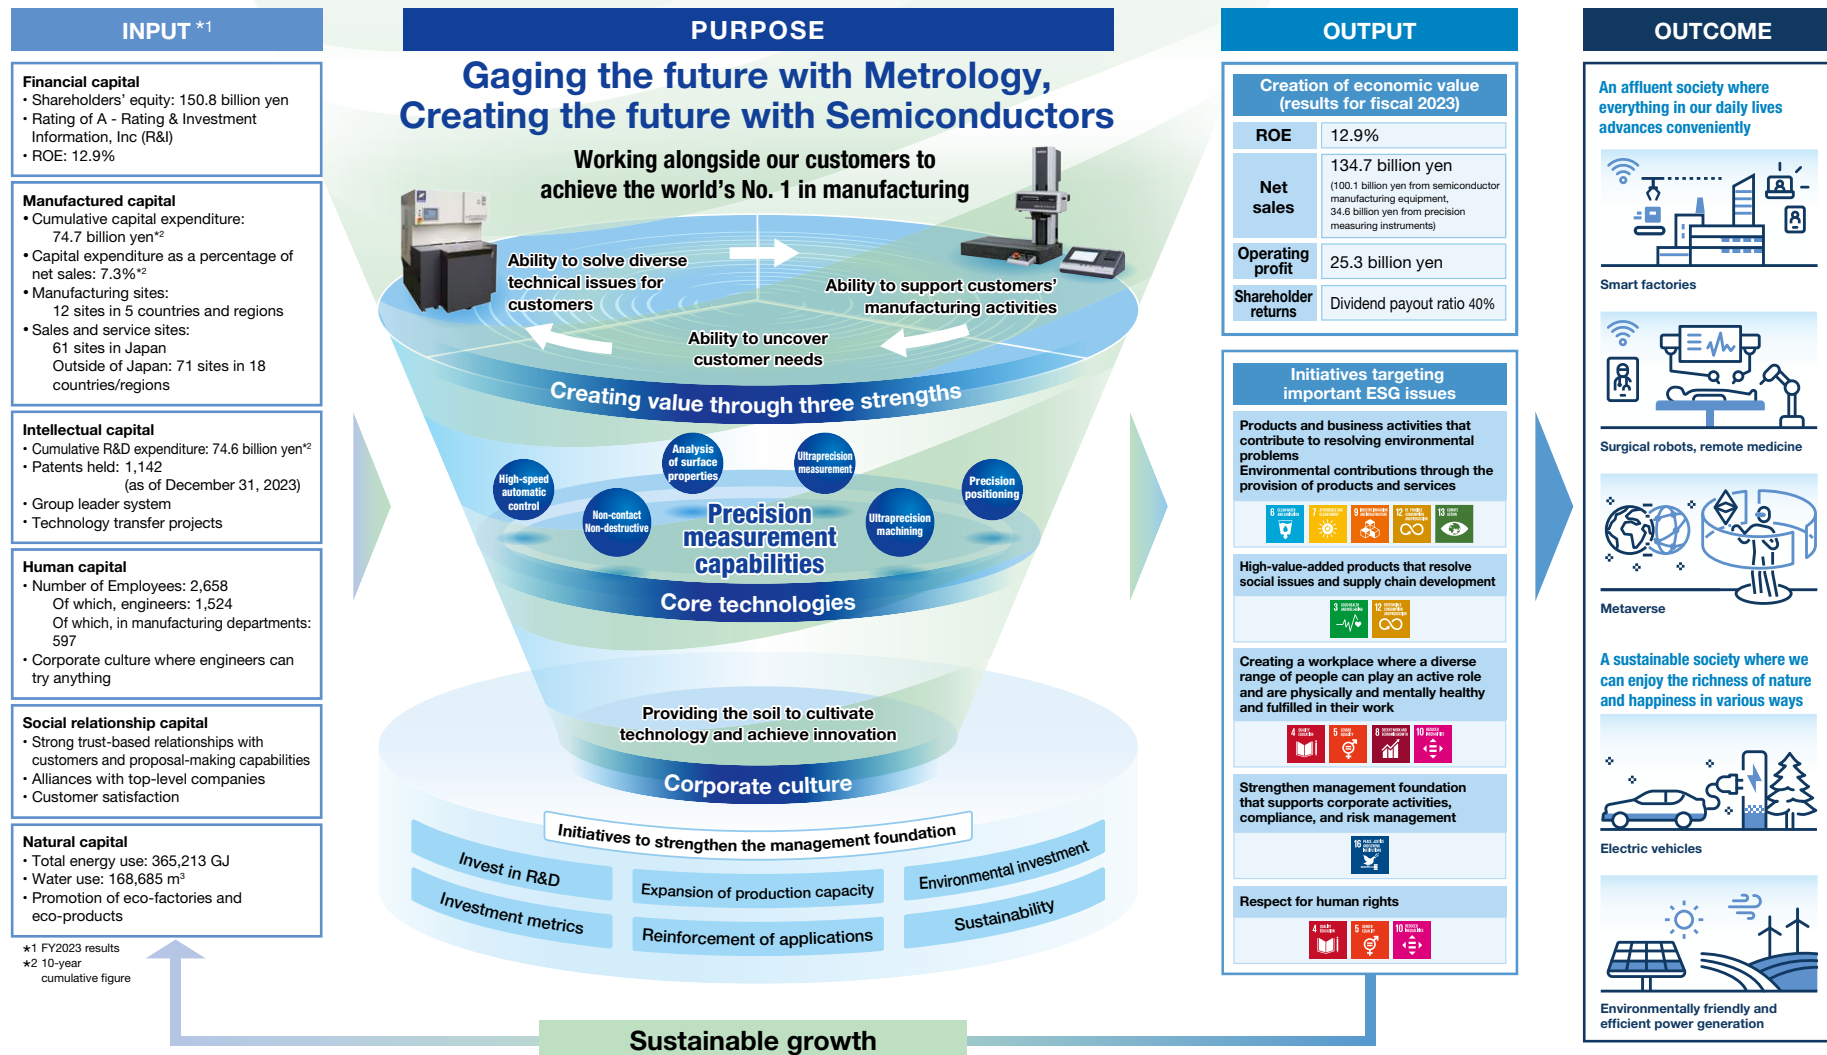 INPUT *1
Financial capital
・Shareholders' equity: 150.8 billion yen
・Rating of A - Rating & Investment
Information, Inc (R&I)
・ROE: 12.9%
Manufactured capital
• Cumulative capital expenditure:
74.7 billion yen*2
• Capital expenditure as a percentage of
net sales: 7.3%*2
• Manufacturing sites:
12 sites in 5 countries and regions
• Sales and service sites:
61 sites in Japan
Outside of Japan: 71 sites in 18
countries/regions
Intellectual capital
・Cumulative R&D expenditure: 74.6 billion yen*2
・Patents held: 1,142
(as of December 31, 2023)
・Group leader system
・Technology transfer projects
Human capital
・Number of Employees: 2,658
Of which, engineers: 1,524
Of which, in manufacturing departments:
597
・Corporate culture where engineers can
try anything
Social relationship capital
・Strong trust-based relationships with
customers and proposal-making capabilities
・Alliances with top-level companies
・Customer satisfaction
Natural capital
・Total energy use: 365,213 GJ
・Water use: 168,685 m³
・Promotion of eco-factories and
eco-products
*1 FY2023 results
*2 10-year
cumulative figure
PURPOSE
Gaging the future with Metrology,
Creating the future with Semiconductors
Working alongside our customers to
achieve the world's No. 1 in manufacturing
Ability to solve diverse
technical issues for
customers
Ability to support customers'
manufacturing activities
Ability to uncover
customer needs
Creating value through three strengths
High-speed
automatic
control
Non-contact
Non-destructive
Analysis
of surface
properties
Ultraprecision
measurement
Ultraprecision
machining
Precision
positioning
Precision
measurement
capabilities
Core technologies
Providing the soil to cultivate
technology and achieve innovation
Corporate culture
Initiatives to strengthen the management foundation
Invest in R&D
Expansion of production capacity
Environmental investment
Investment metrics
Reinforcement of applications
Sustainability
Sustainable growth
OUTPUT
Creation of economic value
(results for fiscal 2023)
ROE
12.9%
Net
sales
134.7 billion yen
(100.1 billion yen from semiconductor
manufacturing equipment,
34.6 billion yen from precision
measuring instruments)
Operating
profit
25.3 billion yen
Shareholder
returns
Dividend payout ratio 40%
Initiatives targeting
important ESG issues
Products and business activities that
contribute to resolving environmental
problems
Environmental contributions through the
provision of products and services
6
7
9
12
13
High-value-added products that resolve
social issues and supply chain development
3
12
Creating a workplace where a diverse
range of people can play an active role
and are physically and mentally healthy
and fulfilled in their work
4
5
8
10
Strengthen management foundation
that supports corporate activities,
compliance, and risk management
16
Respect for human rights
4
5
10
OUTCOME
An affluent society where
everything in our daily lives
advances conveniently
Smart factories
Surgical robots, remote medicine
Metaverse
A sustainable society where we
can enjoy the richness of nature
and happiness in various ways
Electric vehicles
Environmentally friendly and
efficient power generation